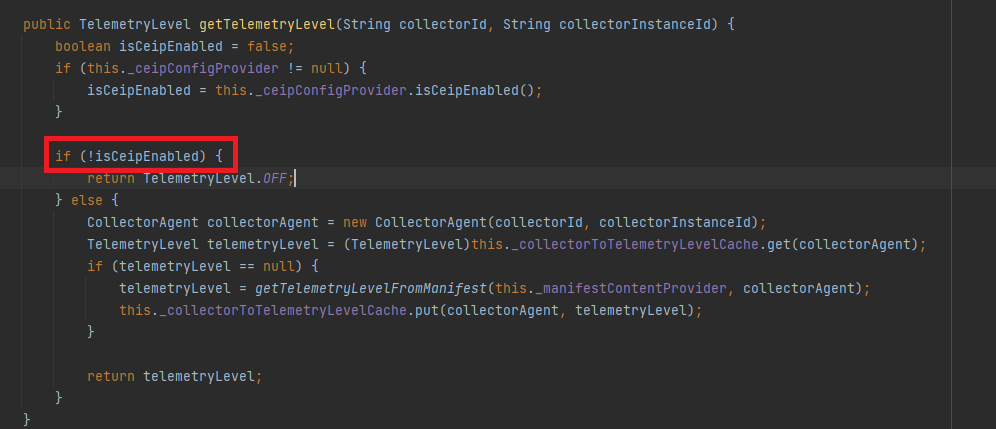 public TelemetryLevel getTelemetryLevel(String collectorId, String collectorInstanceId) {
    boolean isCeipEnabled = false;
    if (this._ceipConfigProvider != null) {
        isCeipEnabled = this._ceipConfigProvider.isCeipEnabled();
    }
    if (!isCeipEnabled) {
        return TelemetryLevel.OFF;
    } else {
        CollectorAgent collectorAgent = new CollectorAgent(collectorId, collectorInstanceId);
        TelemetryLevel telemetryLevel = (TelemetryLevel)this._collectorToTelemetryLevelCache.get(collectorAgent);
        if (telemetryLevel == null) {
            telemetryLevel = getTelemetryLevelFromManifest(this._manifestContentProvider, collectorAgent);
            this._collectorToTelemetryLevelCache.put(collectorAgent, telemetryLevel);
        }
        return telemetryLevel;
    }
}